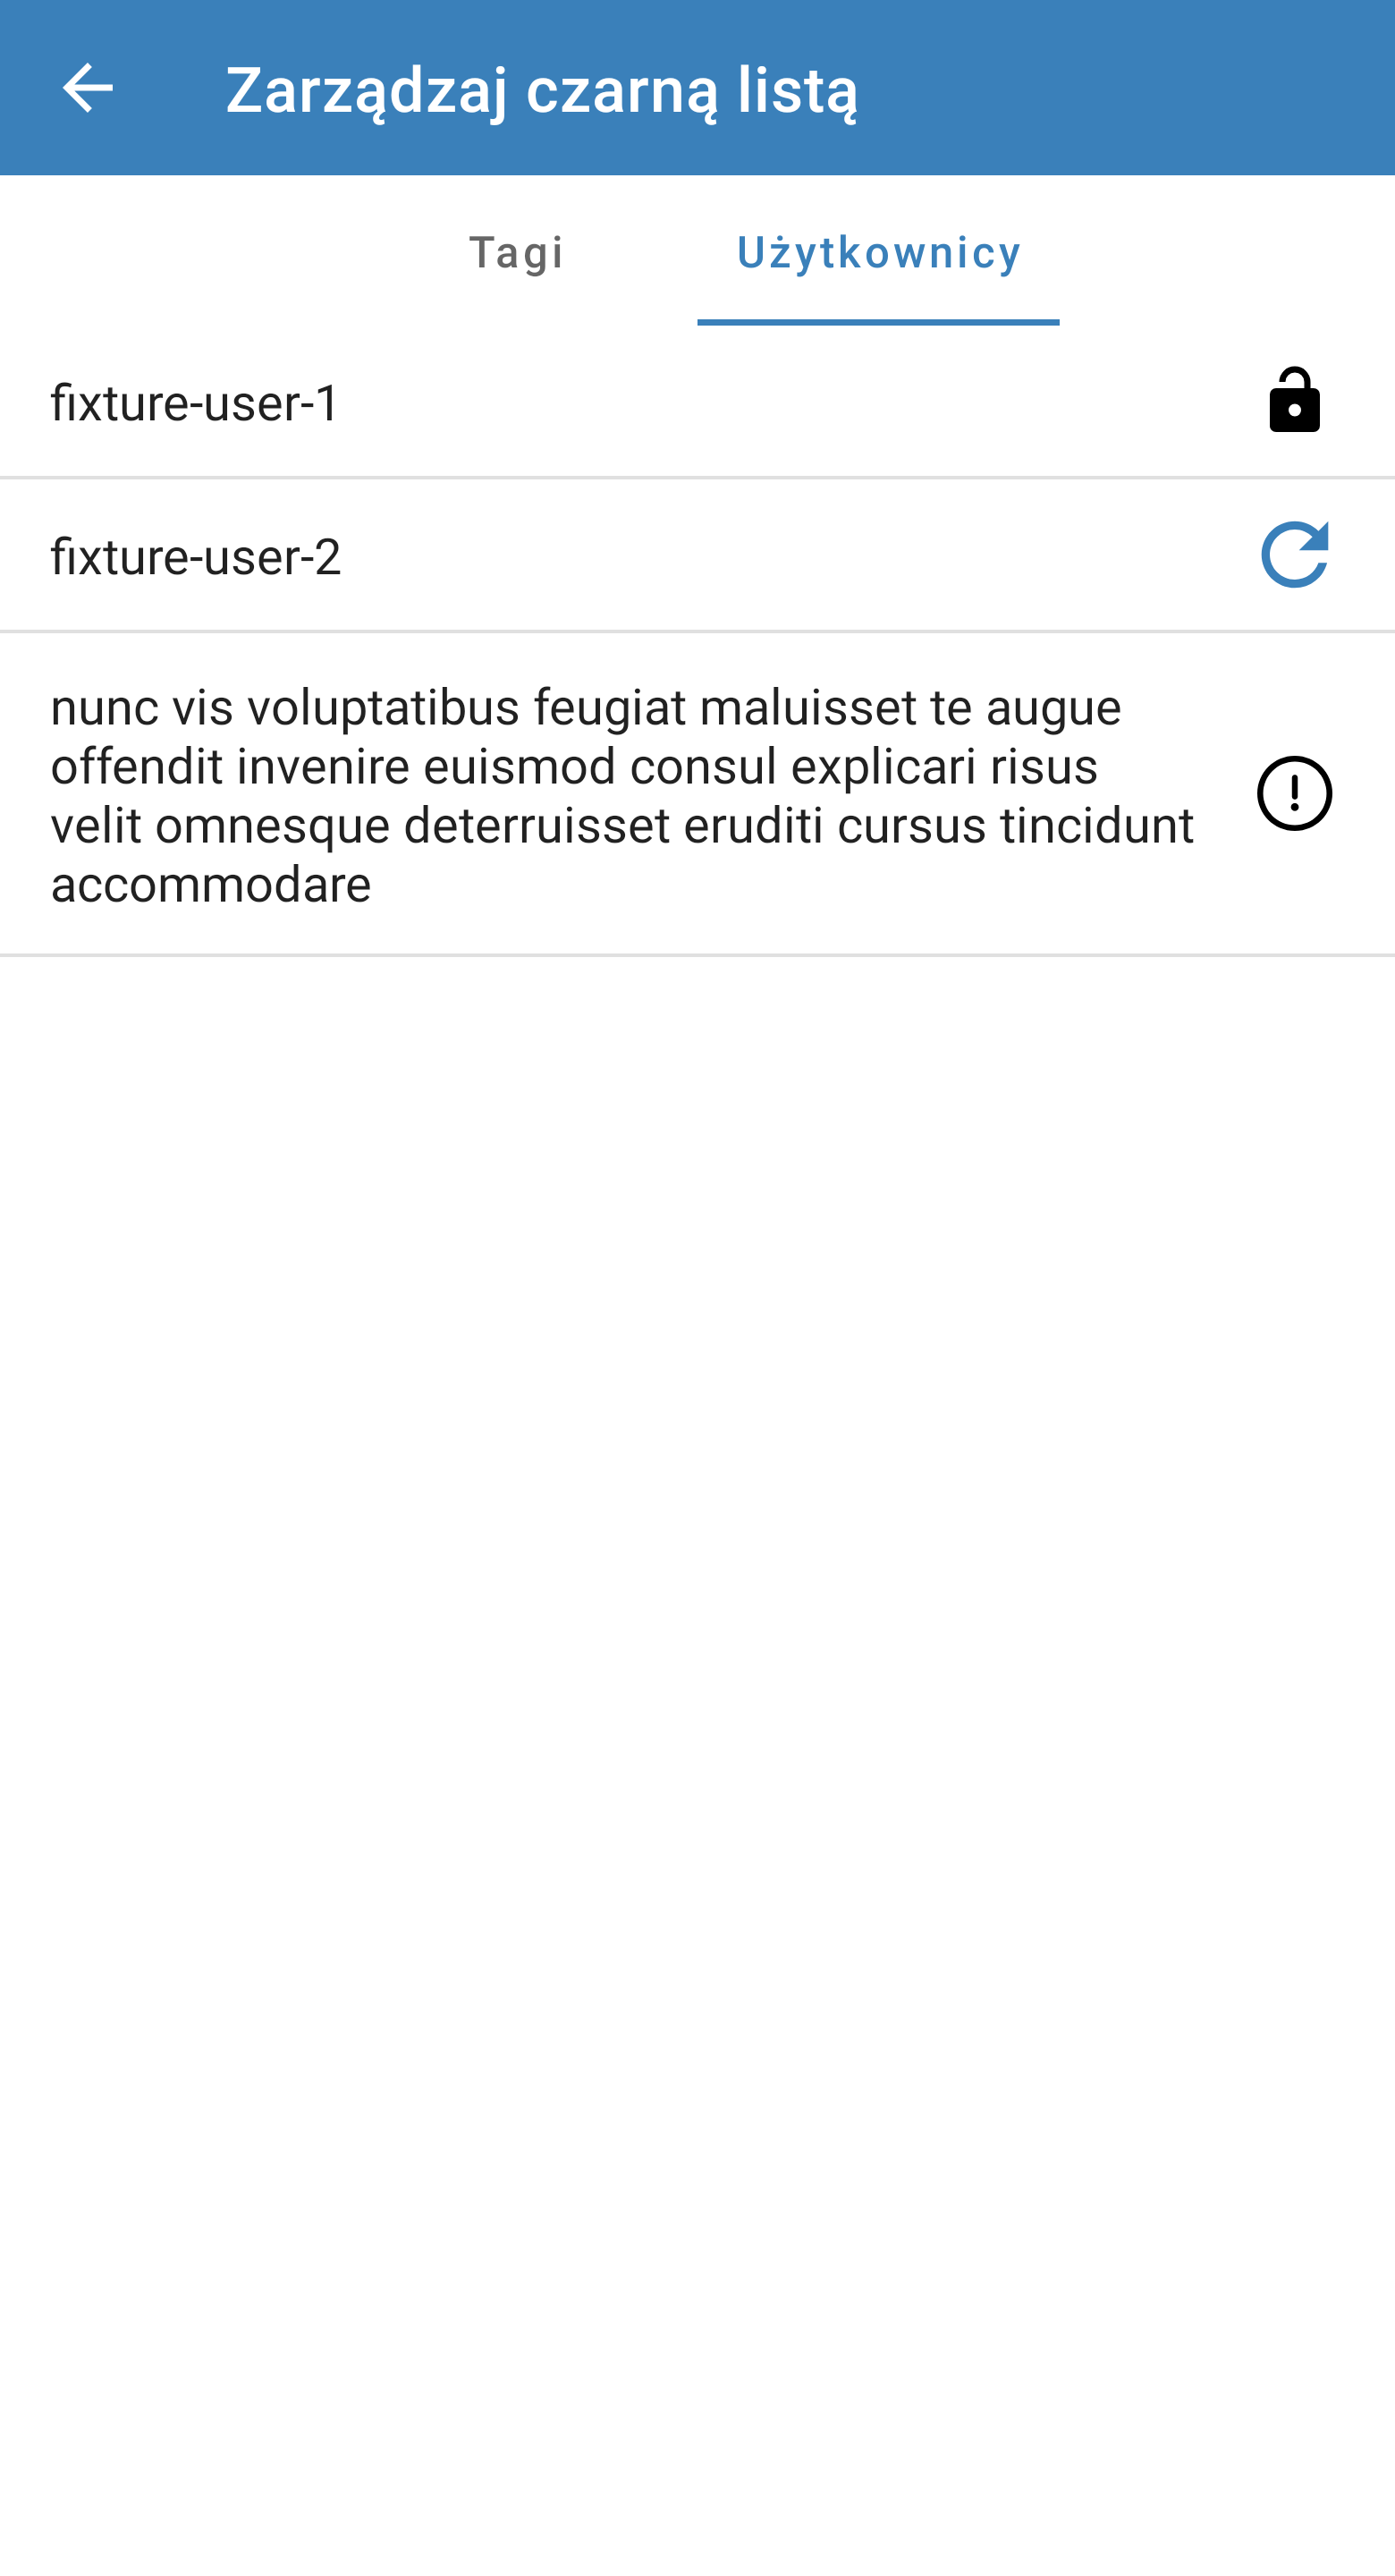 Zarządzaj czarną listą
Tagi
Użytkownicy
fixture-user-1
fixture-user-2
nunc vis voluptatibus feugiat maluisset te augue
offendit invenire euismod consul explicari risus
velit omnesque deterruisset eruditi cursus tincidunt
accommodare